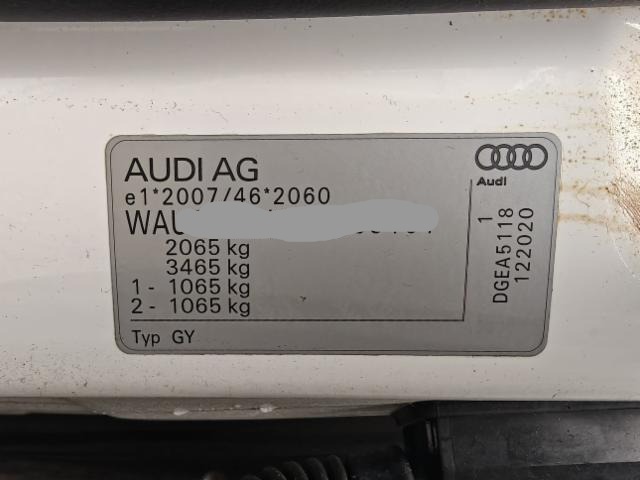 AUDI AG
e1*2007/46*2060
WAU
2065 kg
3465 kg
1 - 1065 kg
2 - 1065 kg
Typ GY
Audi
1
DGEA5118
122020